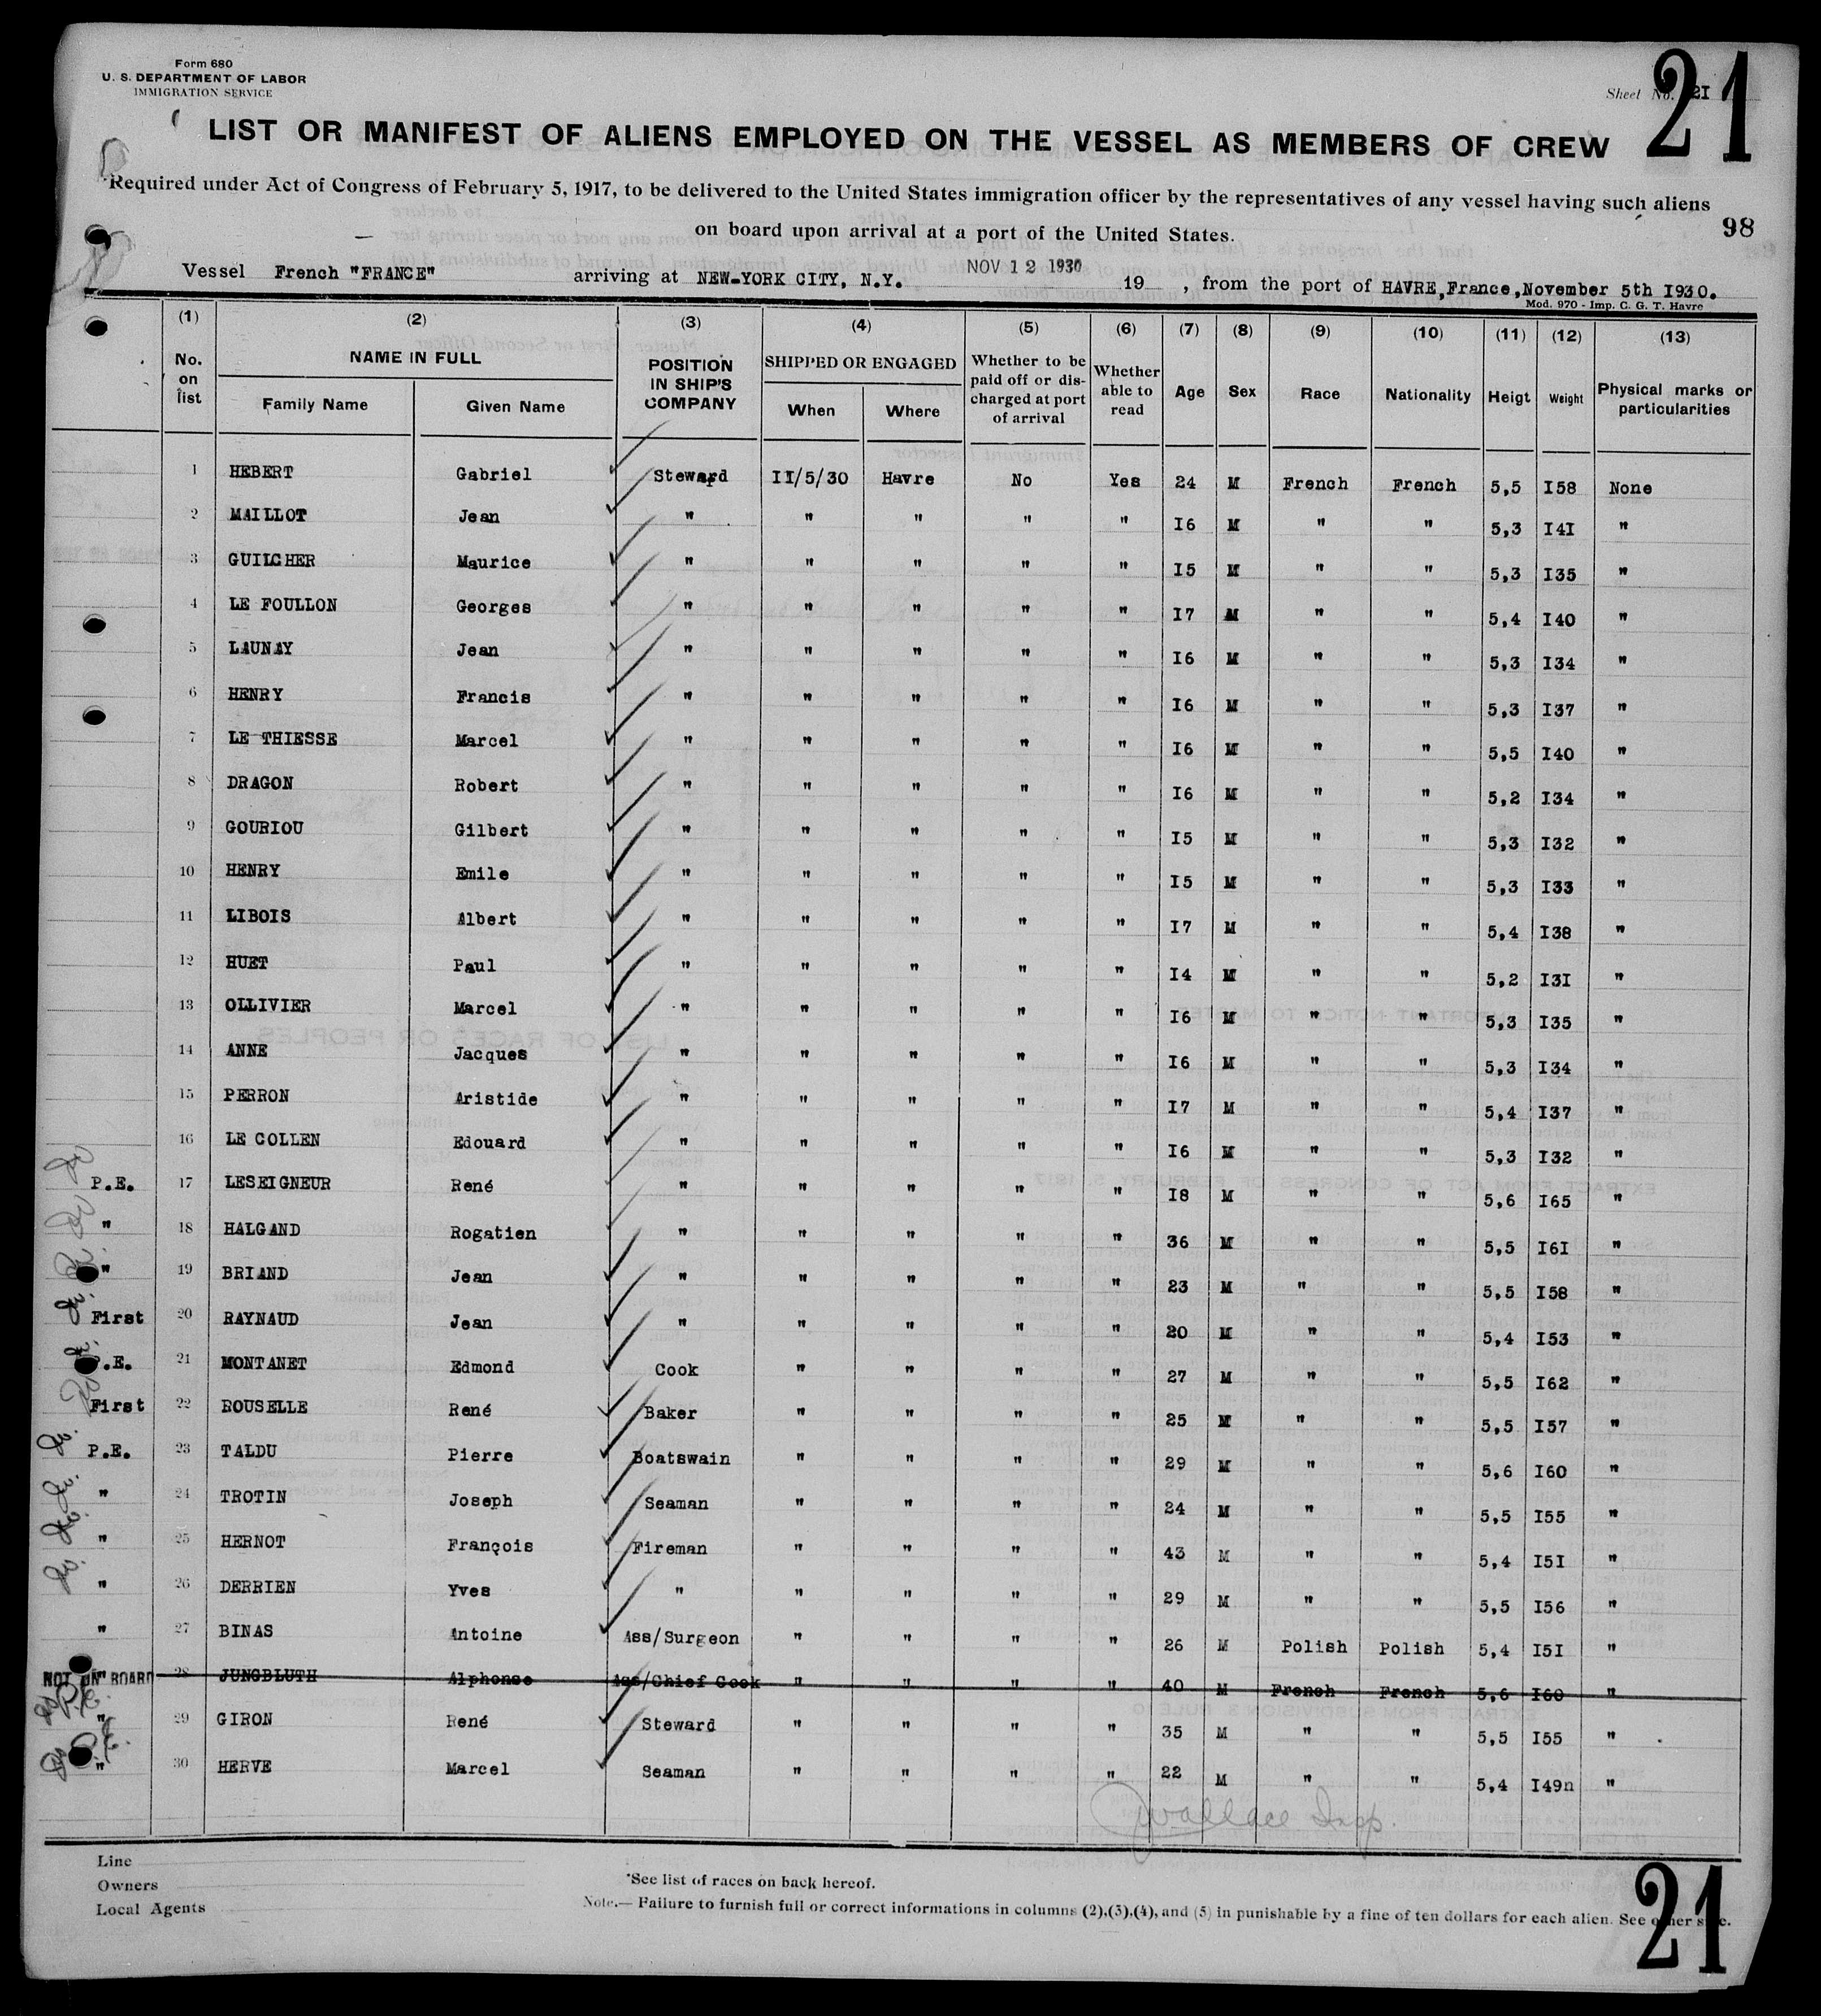 Form 680
U. S. DEPARTMENT OF LABOR
IMMIGRATION SERVICE
Sheet No. 2I
21
LIST OR MANIFEST OF ALIENS EMPLOYED ON THE VESSEL AS MEMBERS OF CREW
Required under Act of Congress of February 5, 1917, to be delivered to the United States immigration officer by the representatives of any vessel having such aliens
on board upon arrival at a port of the United States.
98
Vessel French "FRANCE" arriving at NEW-YORK CITY, N.Y. NOV 12 1930 19 , from the port of HAVRE,France,November 5th I930.
Mod. 970 - Imp. C. G. T. Havre
(1) (2) (3) (4) (5) (6) (7) (8) (9) (10) (11) (12) (13)
No. on list NAME IN FULL Family Name Given Name POSITION IN SHIP'S COMPANY SHIPPED OR ENGAGED When Where Whether to be paid off or discharged at port of arrival Whether able to read Age Sex Race Nationality Heigt Weight Physical marks or particularities
1 HEBERT Gabriel Steward II/5/30 Havre No Yes 24 M French French 5,5 I58 None
2 MAILLOT Jean " " " " " I6 M " " 5,3 I4I "
3 GUILCHER Maurice " " " " " I5 M " " 5,3 I35 "
4 LE FOULLON Georges " " " " " I7 M " " 5,4 I40 "
5 LAUNAY Jean " " " " " I6 M " " 5,3 I34 "
6 HENRY Francis " " " " " I6 M " " 5,3 I37 "
7 LE THIESSE Marcel " " " " " I6 M " " 5,5 I40 "
8 DRAGON Robert " " " " " I6 M " " 5,2 I34 "
9 GOURIOU Gilbert " " " " " I5 M " " 5,3 I32 "
10 HENRY Emile " " " " " I5 M " " 5,3 I33 "
11 LIBOIS Albert " " " " " I7 M " " 5,4 I38 "
12 HUET Paul " " " " " I4 M " " 5,2 I3I "
13 OLLIVIER Marcel " " " " " I6 M " " 5,3 I35 "
14 ANNE Jacques " " " " " I6 M " " 5,3 I34 "
15 PERRON Aristide " " " " " I7 M " " 5,4 I37 "
16 LE COLLEN Edouard " " " " " I6 M " " 5,3 I32 "
P.E. 17 LESEIGNEUR René " " " " " I8 M " " 5,6 I65 "
" 18 HALGAND Rogatien " " " " " 36 M " " 5,5 I6I "
" 19 BRIAND Jean " " " " " 23 M " " 5,5 I58 "
First 20 RAYNAUD Jean " " " " " 20 M " " 5,4 I53 "
.E. 21 MONTANET Edmond Cook " " " " 27 M " " 5,5 I62 "
First 22 ROUSELLE René Baker " " " " 25 M " " 5,5 I57 "
P.E. 23 TALDU Pierre Boatswain " " " " 29 M " " 5,6 I60 "
" 24 TROTIN Joseph Seaman " " " " 24 M " " 5,5 I55 "
" 25 HERNOT François Fireman " " " " 43 M " " 5,4 I5I "
" 26 DERRIEN Yves " " " " " 29 M " " 5,5 I56 "
" 27 BINAS Antoine Ass/Surgeon " " " " 26 M Polish Polish 5,4 I5I "
NOT ON BOARD " 28 JUNGBLUTH Alphonse Ass/Chief Cook " " " " 40 M French French 5,6 I60 "
" 29 GIRON René Steward " " " " 35 M " " 5,5 I55 "
" 30 HERVE Marcel Seaman " " " " 22 M " " 5,4 I49n "
Wallace Insp.
Line
Owners
Local Agents
*See list of races on back hereof.
Note.— Failure to furnish full or correct informations in columns (2),(3),(4), and (5) in punishable by a fine of ten dollars for each alien. See other side.
21